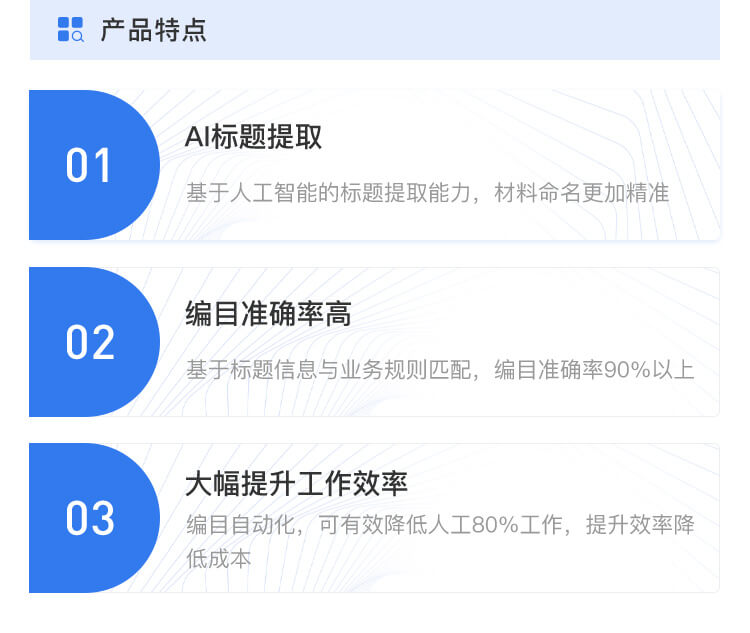 产品特点
01
AI标题提取
基于人工智能的标题提取能力，材料命名更加精准
02
编目准确率高
基于标题信息与业务规则匹配，编目准确率90%以上
03
大幅提升工作效率
编目自动化，可有效降低人工80%工作，提升效率降
低成本